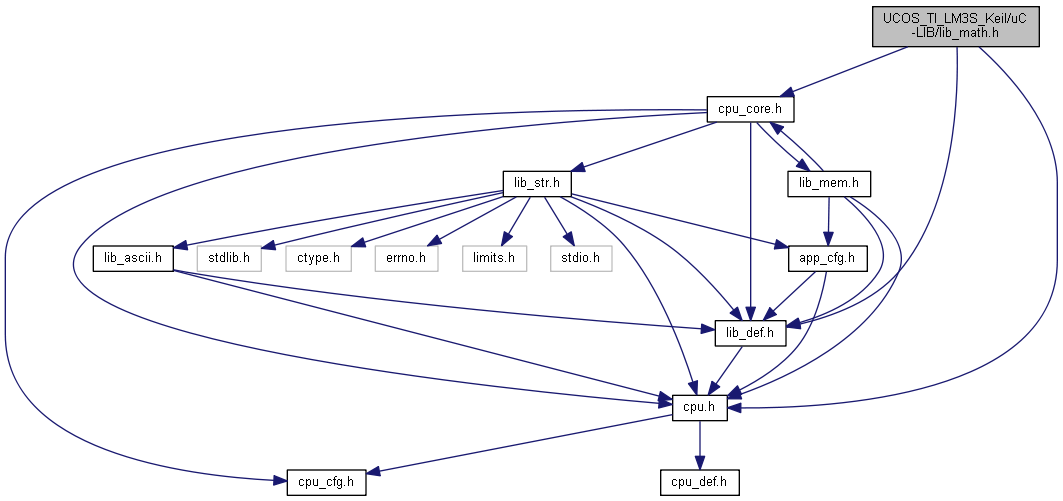 UCOS_TI_LM3S_Keil/uC
-LIB/lib_math.h
cpu_core.h
lib_str.h
lib_mem.h
lib_ascii.h
stdlib.h
ctype.h
errno.h
limits.h
stdio.h
app_cfg.h
lib_def.h
cpu.h
cpu_cfg.h
cpu_def.h